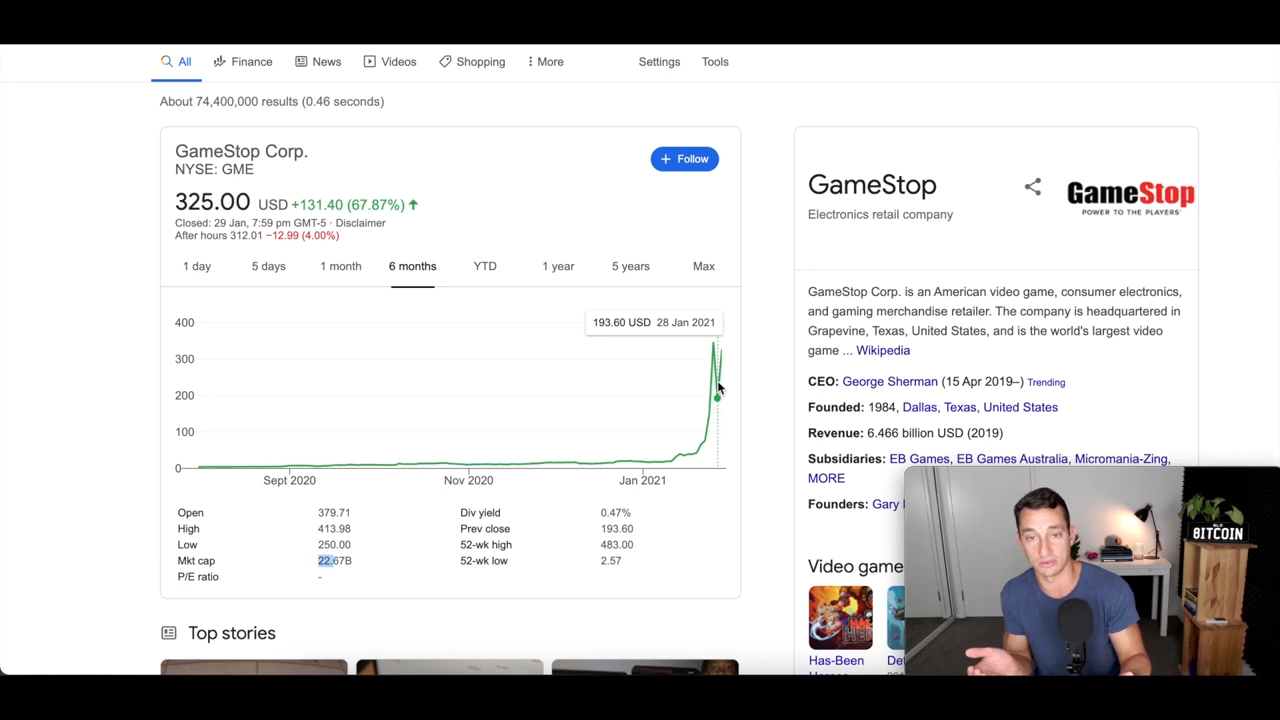 All
Finance
News
Videos
Shopping
More
Settings
Tools
About 74,400,000 results (0.46 seconds)
GameStop Corp.
NYSE: GME
Follow
325.00 USD +131.40 (67.87%)
Closed: 29 Jan, 7:59 pm GMT-5 · Disclaimer
After hours 312.01 −12.99 (4.00%)
1 day
5 days
1 month
6 months
YTD
1 year
5 years
Max
193.60 USD 28 Jan 2021
400
300
200
100
0
Sept 2020
Nov 2020
Jan 2021
Open 379.71
High 413.98
Low 250.00
Mkt cap 22.67B
P/E ratio -
Div yield 0.47%
Prev close 193.60
52-wk high 483.00
52-wk low 2.57
Top stories
GameStop
Electronics retail company
GameStop
POWER TO THE PLAYERS
GameStop Corp. is an American video game, consumer electronics,
and gaming merchandise retailer. The company is headquartered in
Grapevine, Texas, United States, and is the world's largest video
game ... Wikipedia
CEO: George Sherman (15 Apr 2019–) Trending
Founded: 1984, Dallas, Texas, United States
Revenue: 6.466 billion USD (2019)
Subsidiaries: EB Games, EB Games Australia, Micromania-Zing,
MORE
Founders: Gary
Video game
Has-Been
BITCOIN